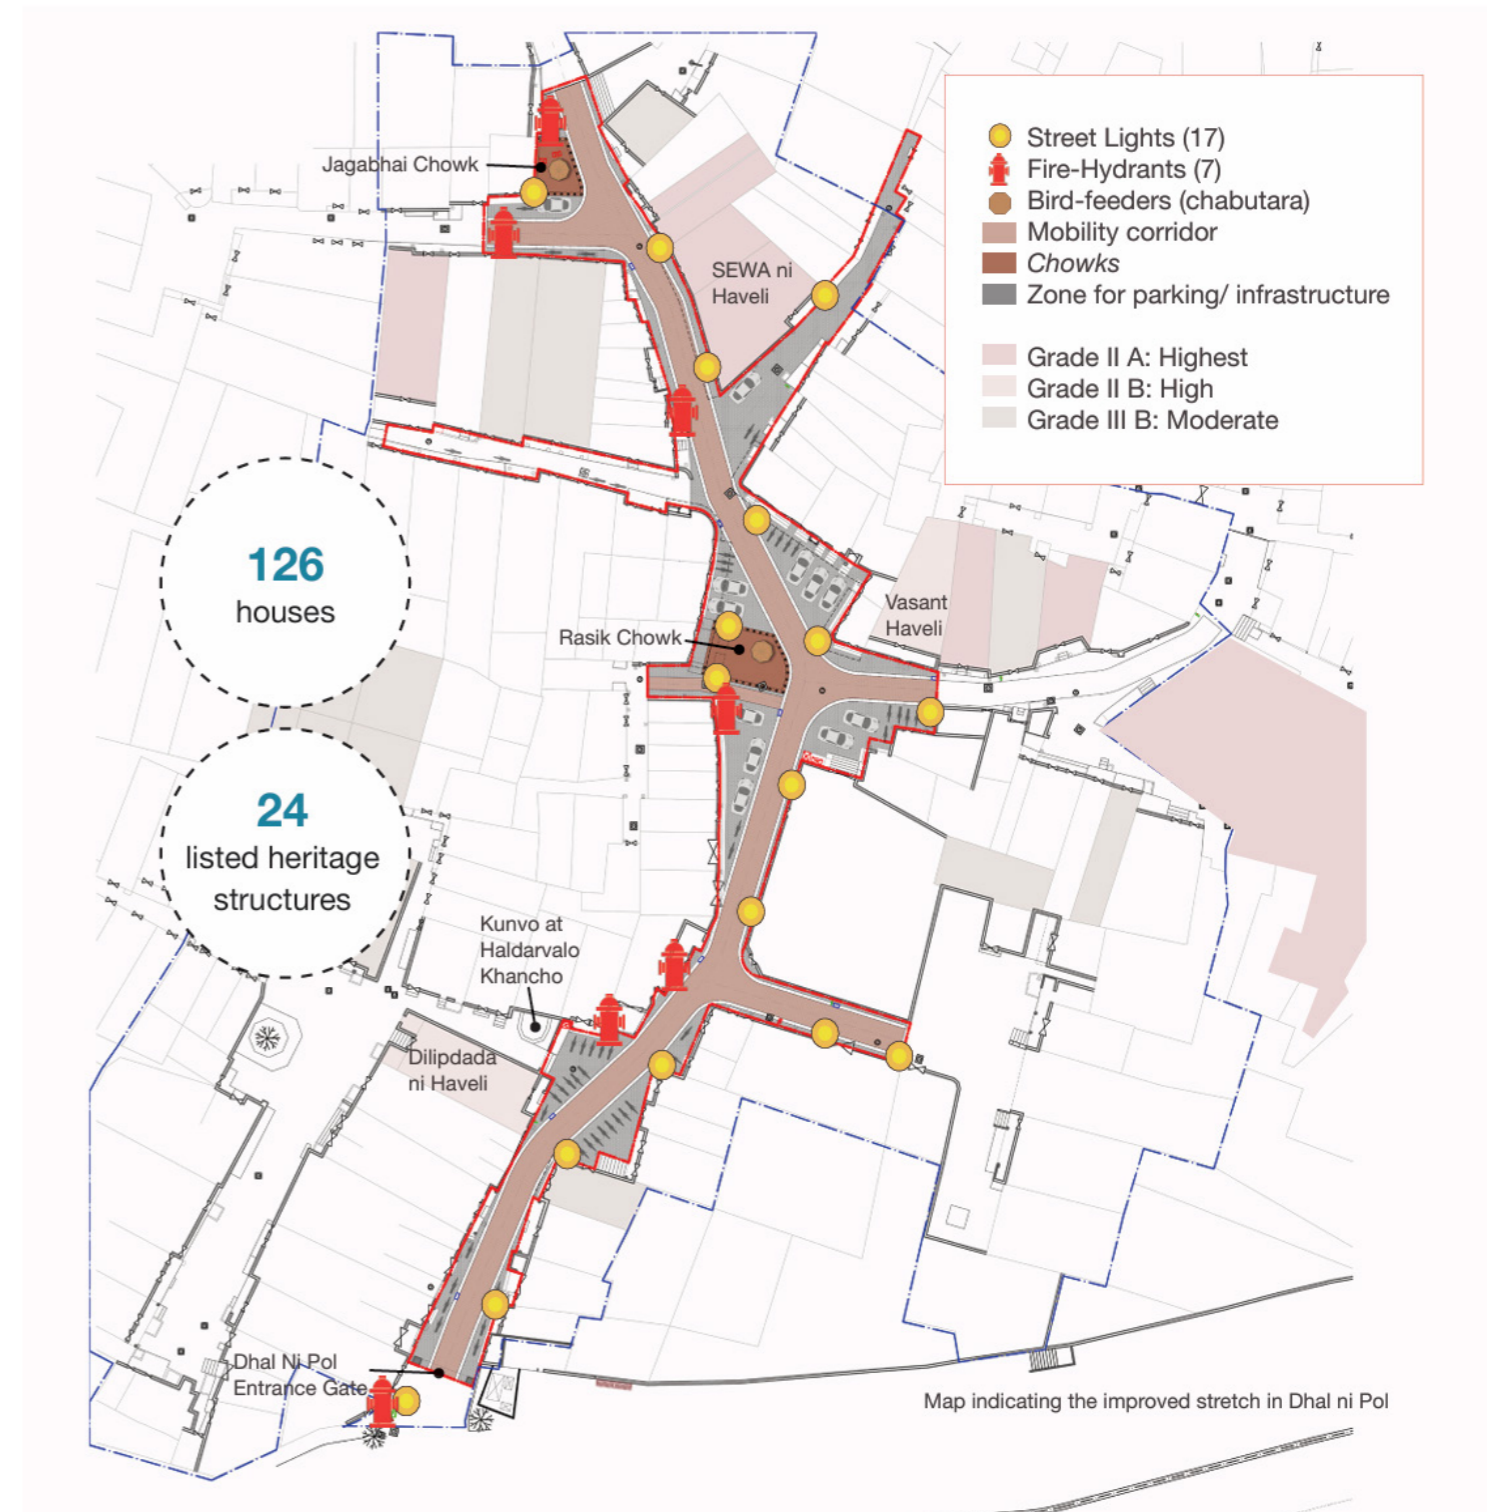 Street Lights (17)
Fire-Hydrants (7)
Bird-feeders (chabutara)
Mobility corridor
Chowks
Zone for parking/ infrastructure
Grade II A: Highest
Grade II B: High
Grade III B: Moderate
Jagabhai Chowk
SEWA ni
Haveli
126
houses
Vasant
Haveli
Rasik Chowk
24
listed heritage
structures
Kunvo at
Haldarvalo
Khancho
Dilipdada
ni Haveli
Dhal Ni Pol
Entrance Gate
Map indicating the improved stretch in Dhal ni Pol